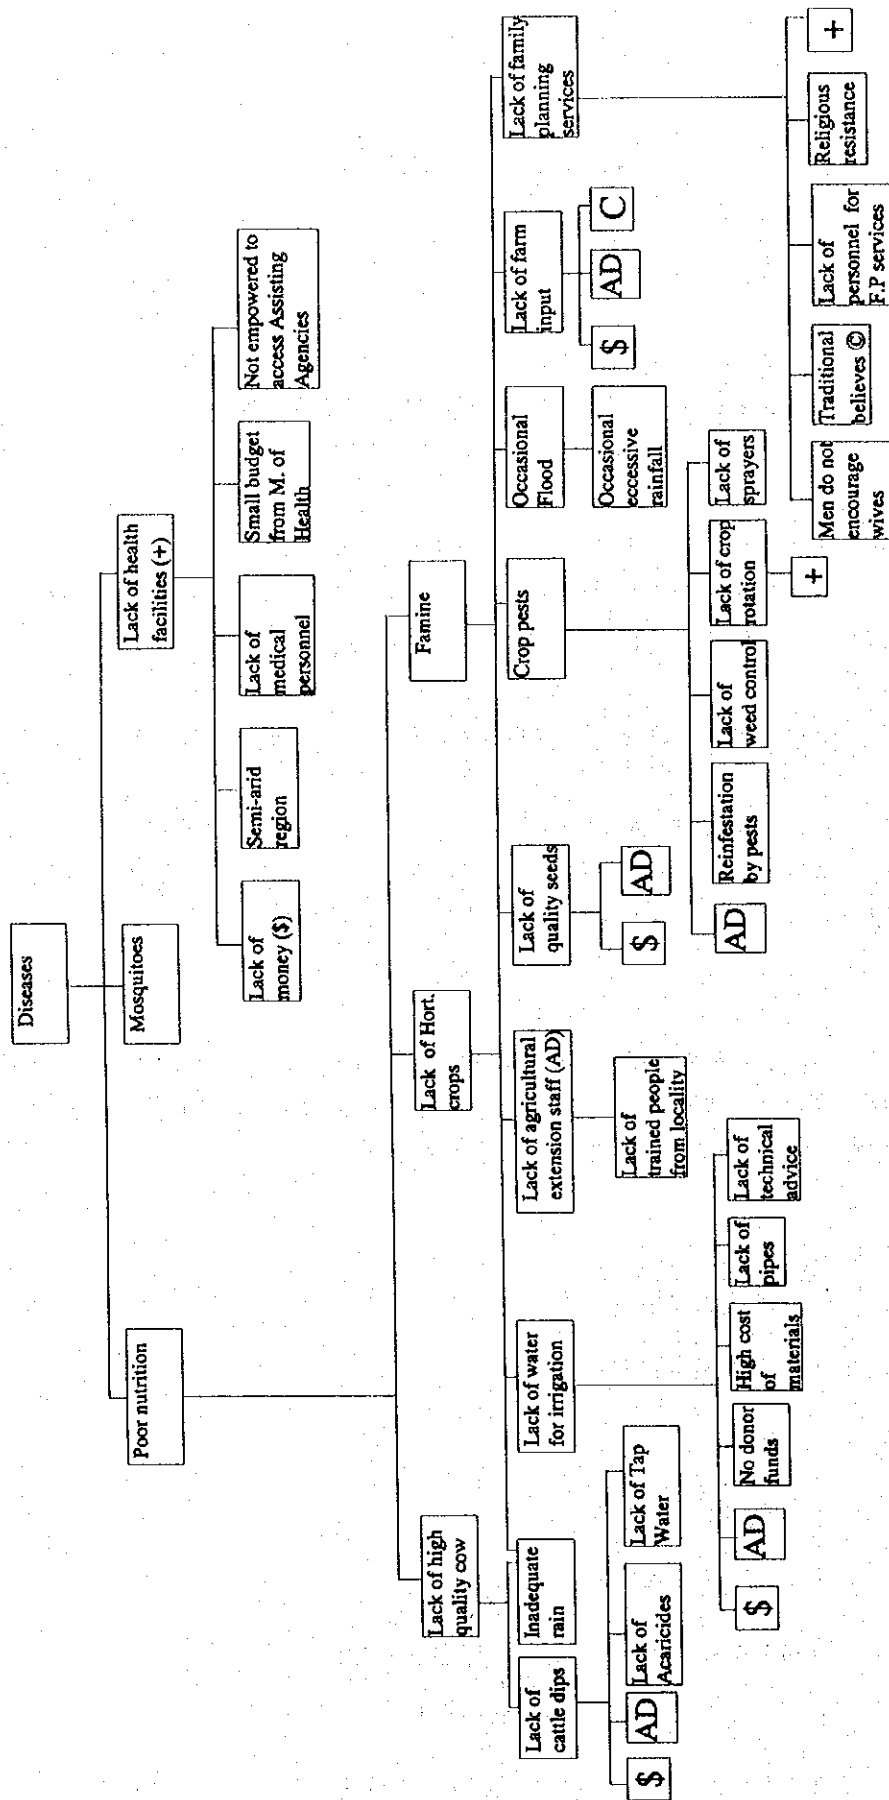 Diseases
Poor nutrition
Mosquitoes
Lack of health
facilities (+)
Lack of
money ($)
Semi-arid
region
Lack of
medical
personnel
Small budget
from M. of
Health
Not empowered to
access Assisting
Agencies
Lack of high
quality cow
Lack of Hort.
crops
Famine
Lack of
cattle dips
Inadequate
rain
Lack of water
for irrigation
Lack of agricultural
extension staff (AD)
Lack of
quality seeds
Crop pests
Occasional
Flood
Lack of farm
input
Lack of family
planning
services
$
AD
Lack of
Acaricides
Lack of Tap
Water
Lack of
trained people
from locality
$
AD
Occasional
eccessive
rainfall
$
AD
C
$
AD
No donor
funds
High cost
of
materials
Lack of
pipes
Lack of
technical
advice
AD
Reinfestation
by pests
Lack of
weed control
Lack of crop
rotation
Lack of
sprayers
+
Men do not
encourage
wives
Traditional
believes ©
Lack of
personnel for
F.P services
Religious
resistance
+